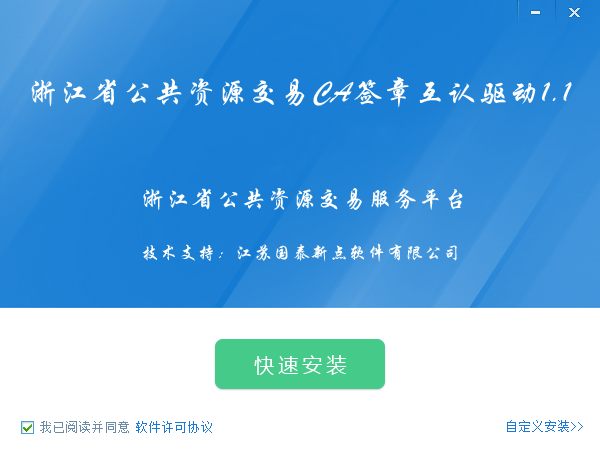 浙江省公共资源交易CA签章互认驱动1.1
浙江省公共资源交易服务平台
技术支持：江苏国泰新点软件有限公司
快速安装
我已阅读并同意 软件许可协议
自定义安装>>